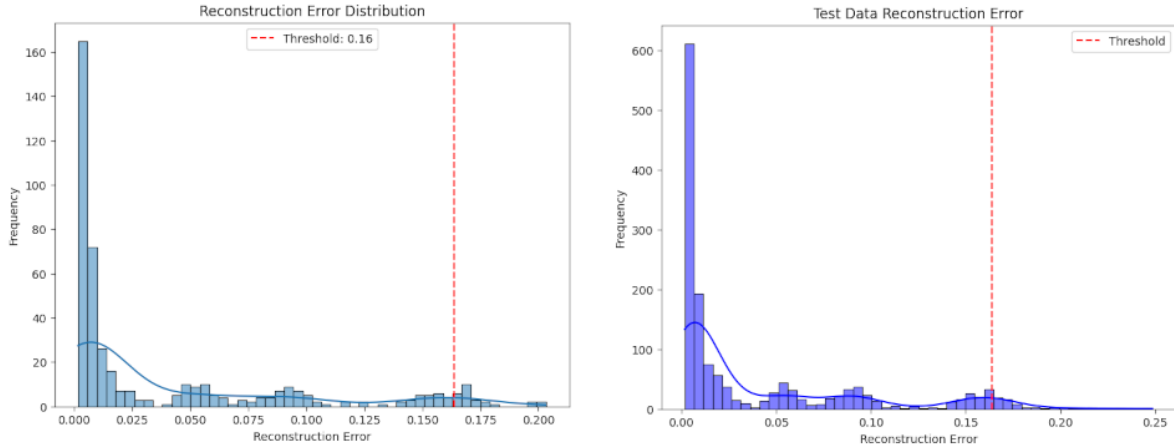 Reconstruction Error Distribution
Threshold: 0.16
160
140
120
100
80
60
40
20
0
Frequency
0.000 0.025 0.050 0.075 0.100 0.125 0.150 0.175 0.200
Reconstruction Error
Test Data Reconstruction Error
Threshold
600
500
400
300
200
100
0
Frequency
0.00 0.05 0.10 0.15 0.20 0.25
Reconstruction Error